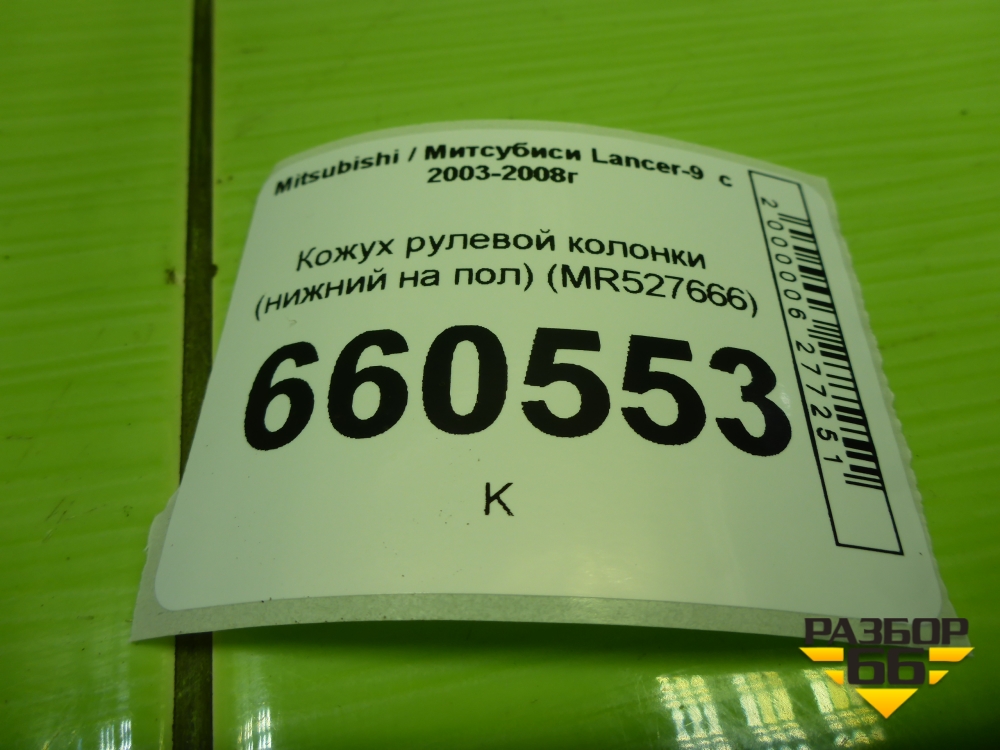 Mitsubishi / Митсубиси Lancer-9 с
2003-2008г
Кожух рулевой колонки
(нижний на пол) (MR527666)
660553
К
2000006277251
РАЗБОР
66